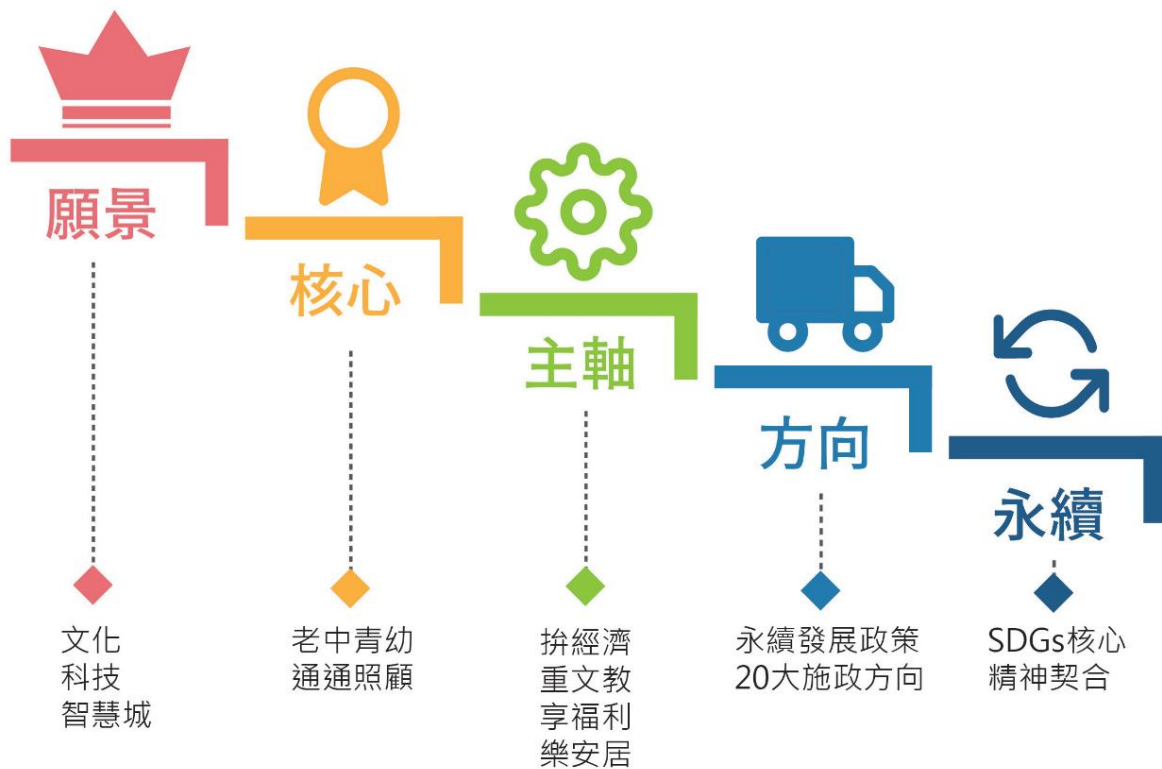 願景
文化
科技
智慧城
核心
老中青幼
通通照顧
主軸
拚經濟
重文教
享福利
樂安居
方向
永續發展政策
20大施政方向
永續
SDGs核心
精神契合